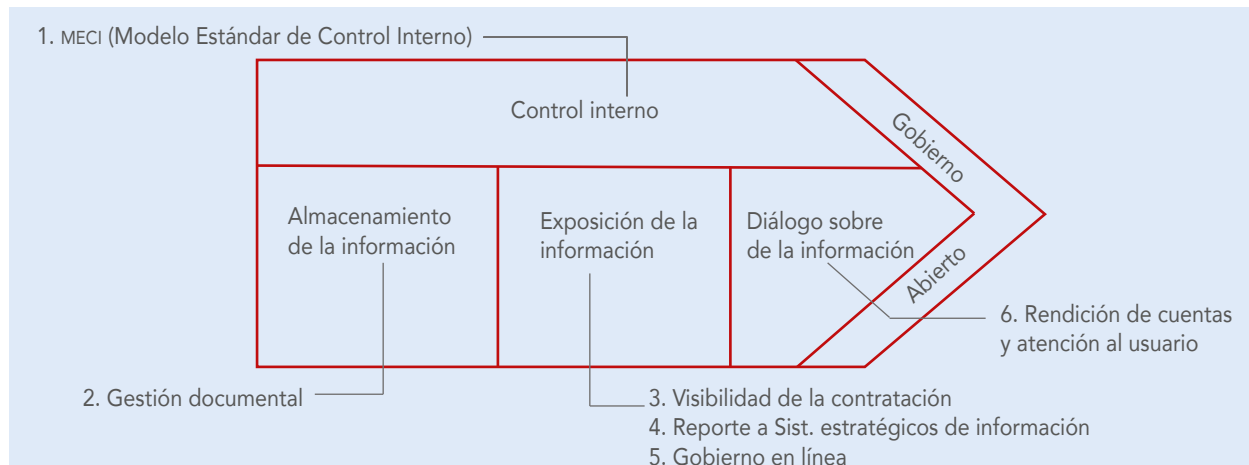 1. MECI (Modelo Estándar de Control Interno)
Control interno
Gobierno
Abierto
Almacenamiento
de la información
Exposición de la
información
Diálogo sobre
de la información
6. Rendición de cuentas
y atención al usuario
2. Gestión documental
3. Visibilidad de la contratación
4. Reporte a Sist. estratégicos de información
5. Gobierno en línea